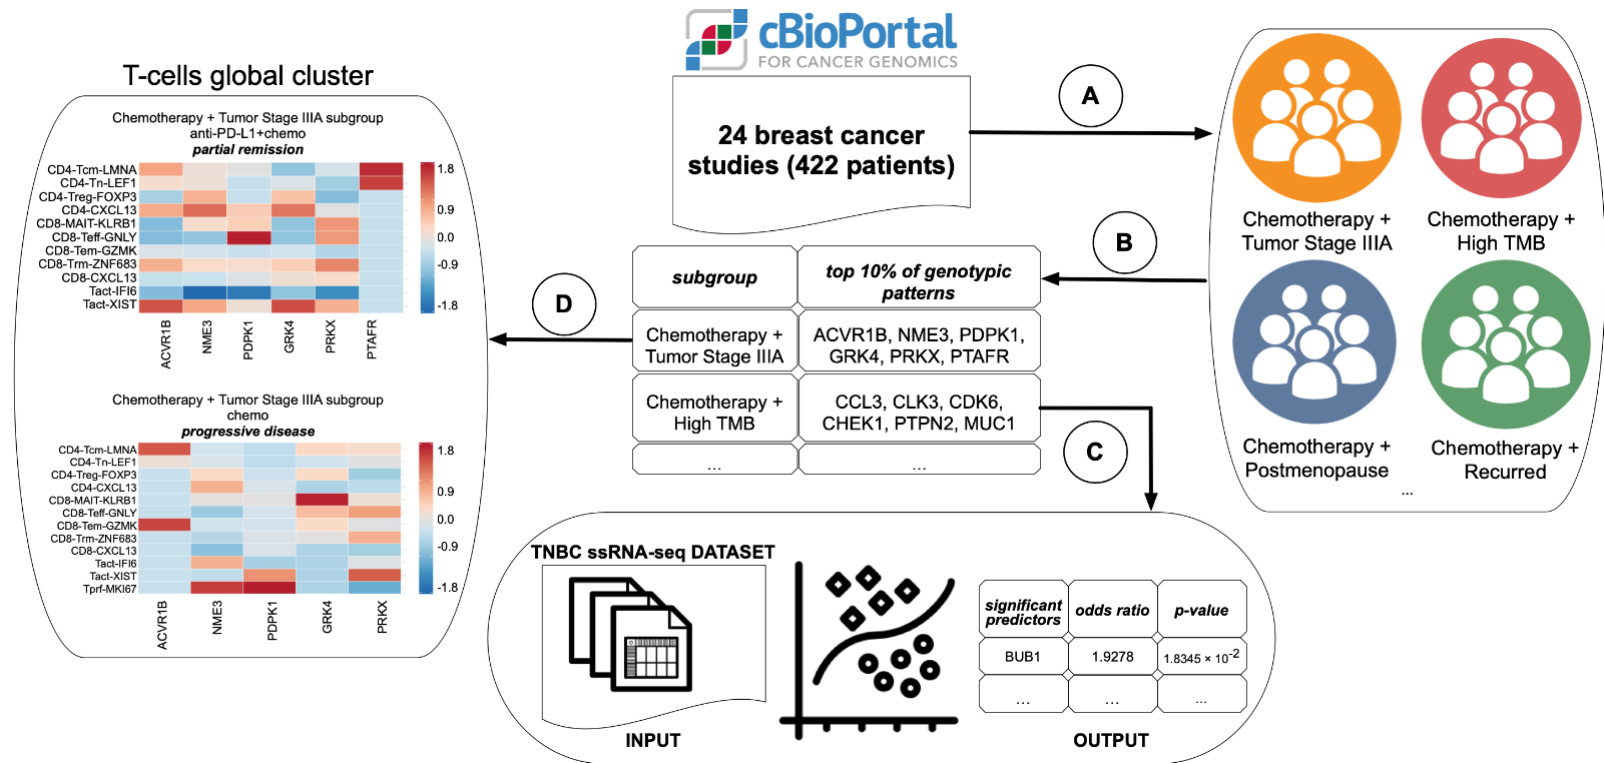 cBioPortal
FOR CANCER GENOMICS
24 breast cancer
studies (422 patients)
A
Chemotherapy +
Tumor Stage IIIA
Chemotherapy +
High TMB
Chemotherapy +
Postmenopause
Chemotherapy +
Recurred
...
B
subgroup
top 10% of genotypic
patterns
Chemotherapy +
Tumor Stage IIIA
ACVR1B, NME3, PDPK1,
GRK4, PRKX, PTAFR
Chemotherapy +
High TMB
CCL3, CLK3, CDK6,
CHEK1, PTPN2, MUC1
...
...
C
TNBC ssRNA-seq DATASET
INPUT
significant
predictors
odds ratio
p-value
BUB1
1.9278
1.8345 × 10-2
...
...
...
OUTPUT
D
T-cells global cluster
Chemotherapy + Tumor Stage IIIA subgroup
anti-PD-L1+chemo
partial remission
CD4-Tcm-LMNA
CD4-Tn-LEF1
CD4-Treg-FOXP3
CD4-CXCL13
CD8-MAIT-KLRB1
CD8-Teff-GNLY
CD8-Tem-GZMK
CD8-Trm-ZNF683
CD8-CXCL13
Tact-IFI6
Tact-XIST
1.8
0.9
0.0
-0.9
-1.8
ACVR1B
NME3
PDPK1
GRK4
PRKX
PTAFR
Chemotherapy + Tumor Stage IIIA subgroup
chemo
progressive disease
CD4-Tcm-LMNA
CD4-Tn-LEF1
CD4-Treg-FOXP3
CD4-CXCL13
CD8-MAIT-KLRB1
CD8-Teff-GNLY
CD8-Tem-GZMK
CD8-Trm-ZNF683
CD8-CXCL13
Tact-IFI6
Tact-XIST
Tprf-MKI67
1.8
0.9
0.0
-0.9
-1.8
ACVR1B
NME3
PDPK1
GRK4
PRKX